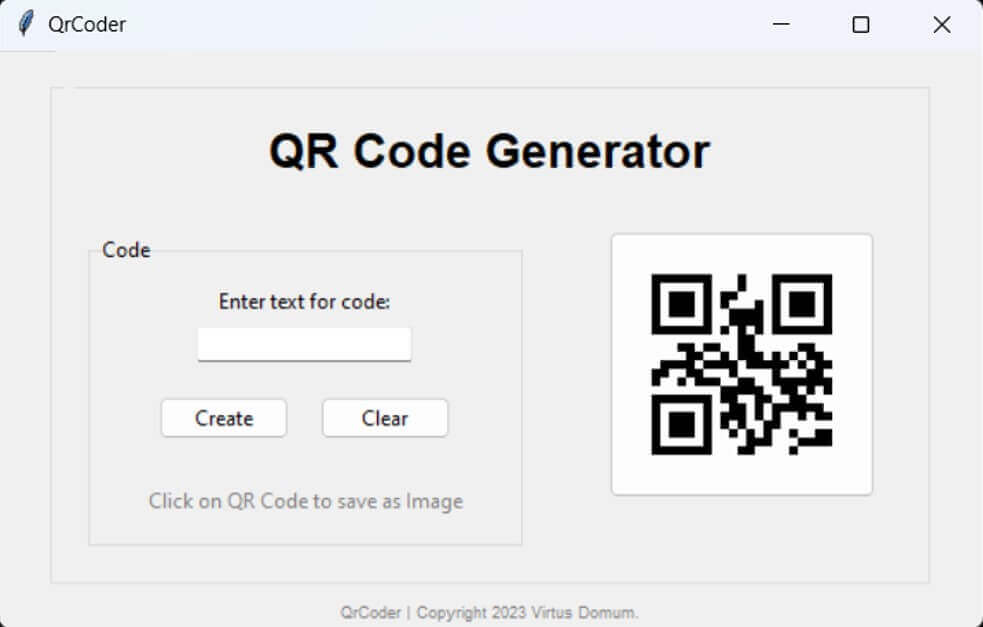 QrCoder
QR Code Generator
Code
Enter text for code:
Create Clear
Click on QR Code to save as Image
QrCoder | Copyright 2023 Virtus Domum.